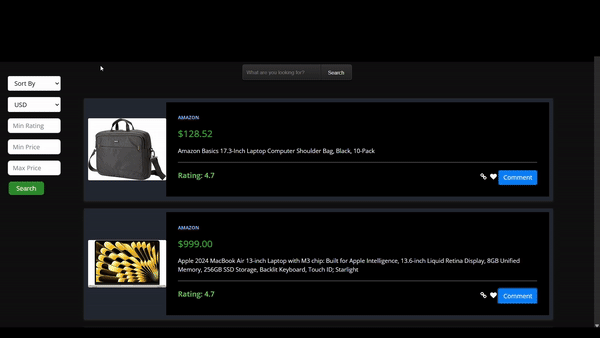 What are you looking for?
Search
Sort By
USD
Min Rating
Min Price
Max Price
Search
AMAZON
$128.52
Amazon Basics 17.3-Inch Laptop Computer Shoulder Bag, Black, 10-Pack
Rating: 4.7
Comment
AMAZON
$999.00
Apple 2024 MacBook Air 13-inch Laptop with M3 chip: Built for Apple Intelligence, 13.6-inch Liquid Retina Display, 8GB Unified
Memory, 256GB SSD Storage, Backlit Keyboard, Touch ID; Starlight
Rating: 4.7
Comment